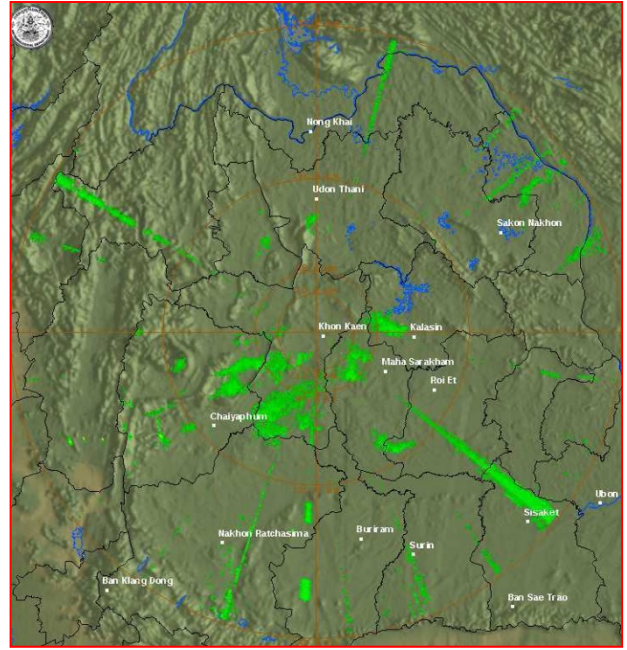 Nong Khai
Udon Thani
Sakon Nakhon
Khon Kaen
Kalasin
Maha Sarakham
Roi Et
Chaiyaphum
Ubon
Sisaket
Nakhon Ratchasima
Buriram
Surin
Ban Klang Dong
Ban Sae Trao